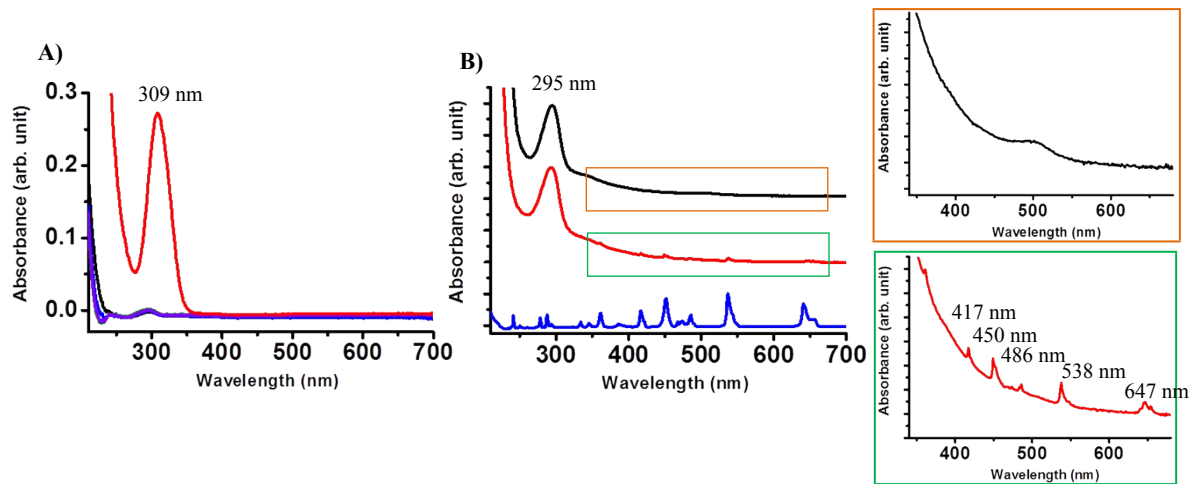 A)
309 nm
0.3
0.2
0.1
0.0
Absorbance (arb. unit)
300 400 500 600 700
Wavelength (nm)
B)
295 nm
Absorbance (arb. unit)
300 400 500 600 700
Wavelength (nm)
Absorbance (arb. unit)
400 500 600
Wavelength (nm)
417 nm
450 nm
486 nm
538 nm
647 nm
Absorbance (arb. unit)
400 500 600
Wavelength (nm)